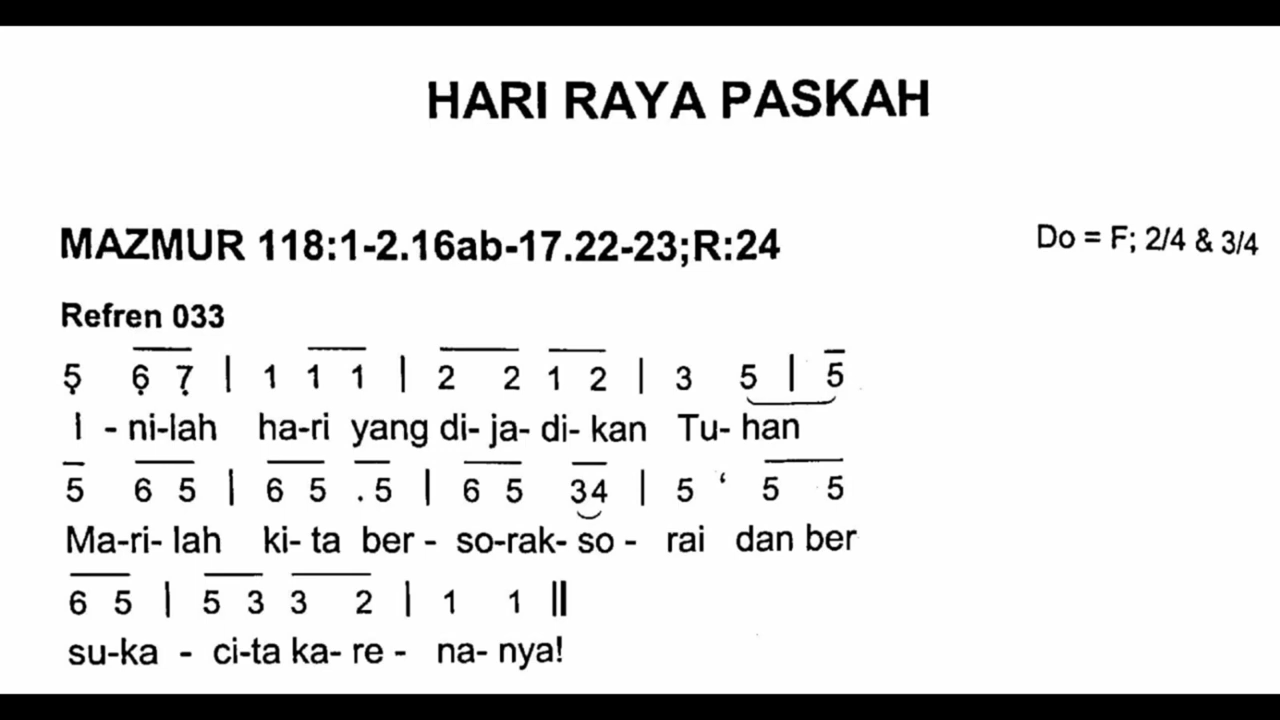 HARI RAYA PASKAH
MAZMUR 118:1-2.16ab-17.22-23;R:24
Do = F; 2/4 & 3/4
Refren 033
5̣ 6̣ 7̣ | 1 1 1 | 2 2 1 2 | 3 5 | 5
I - ni-lah ha-ri yang di- ja- di- kan Tu- han
5 6 5 | 6 5 . 5 | 6 5 34 | 5 ‘ 5 5
Ma-ri- lah ki- ta ber - so-rak- so - rai dan ber
6 5 | 5 3 3 2 | 1 1 ||
su-ka - ci-ta ka- re - na- nya!